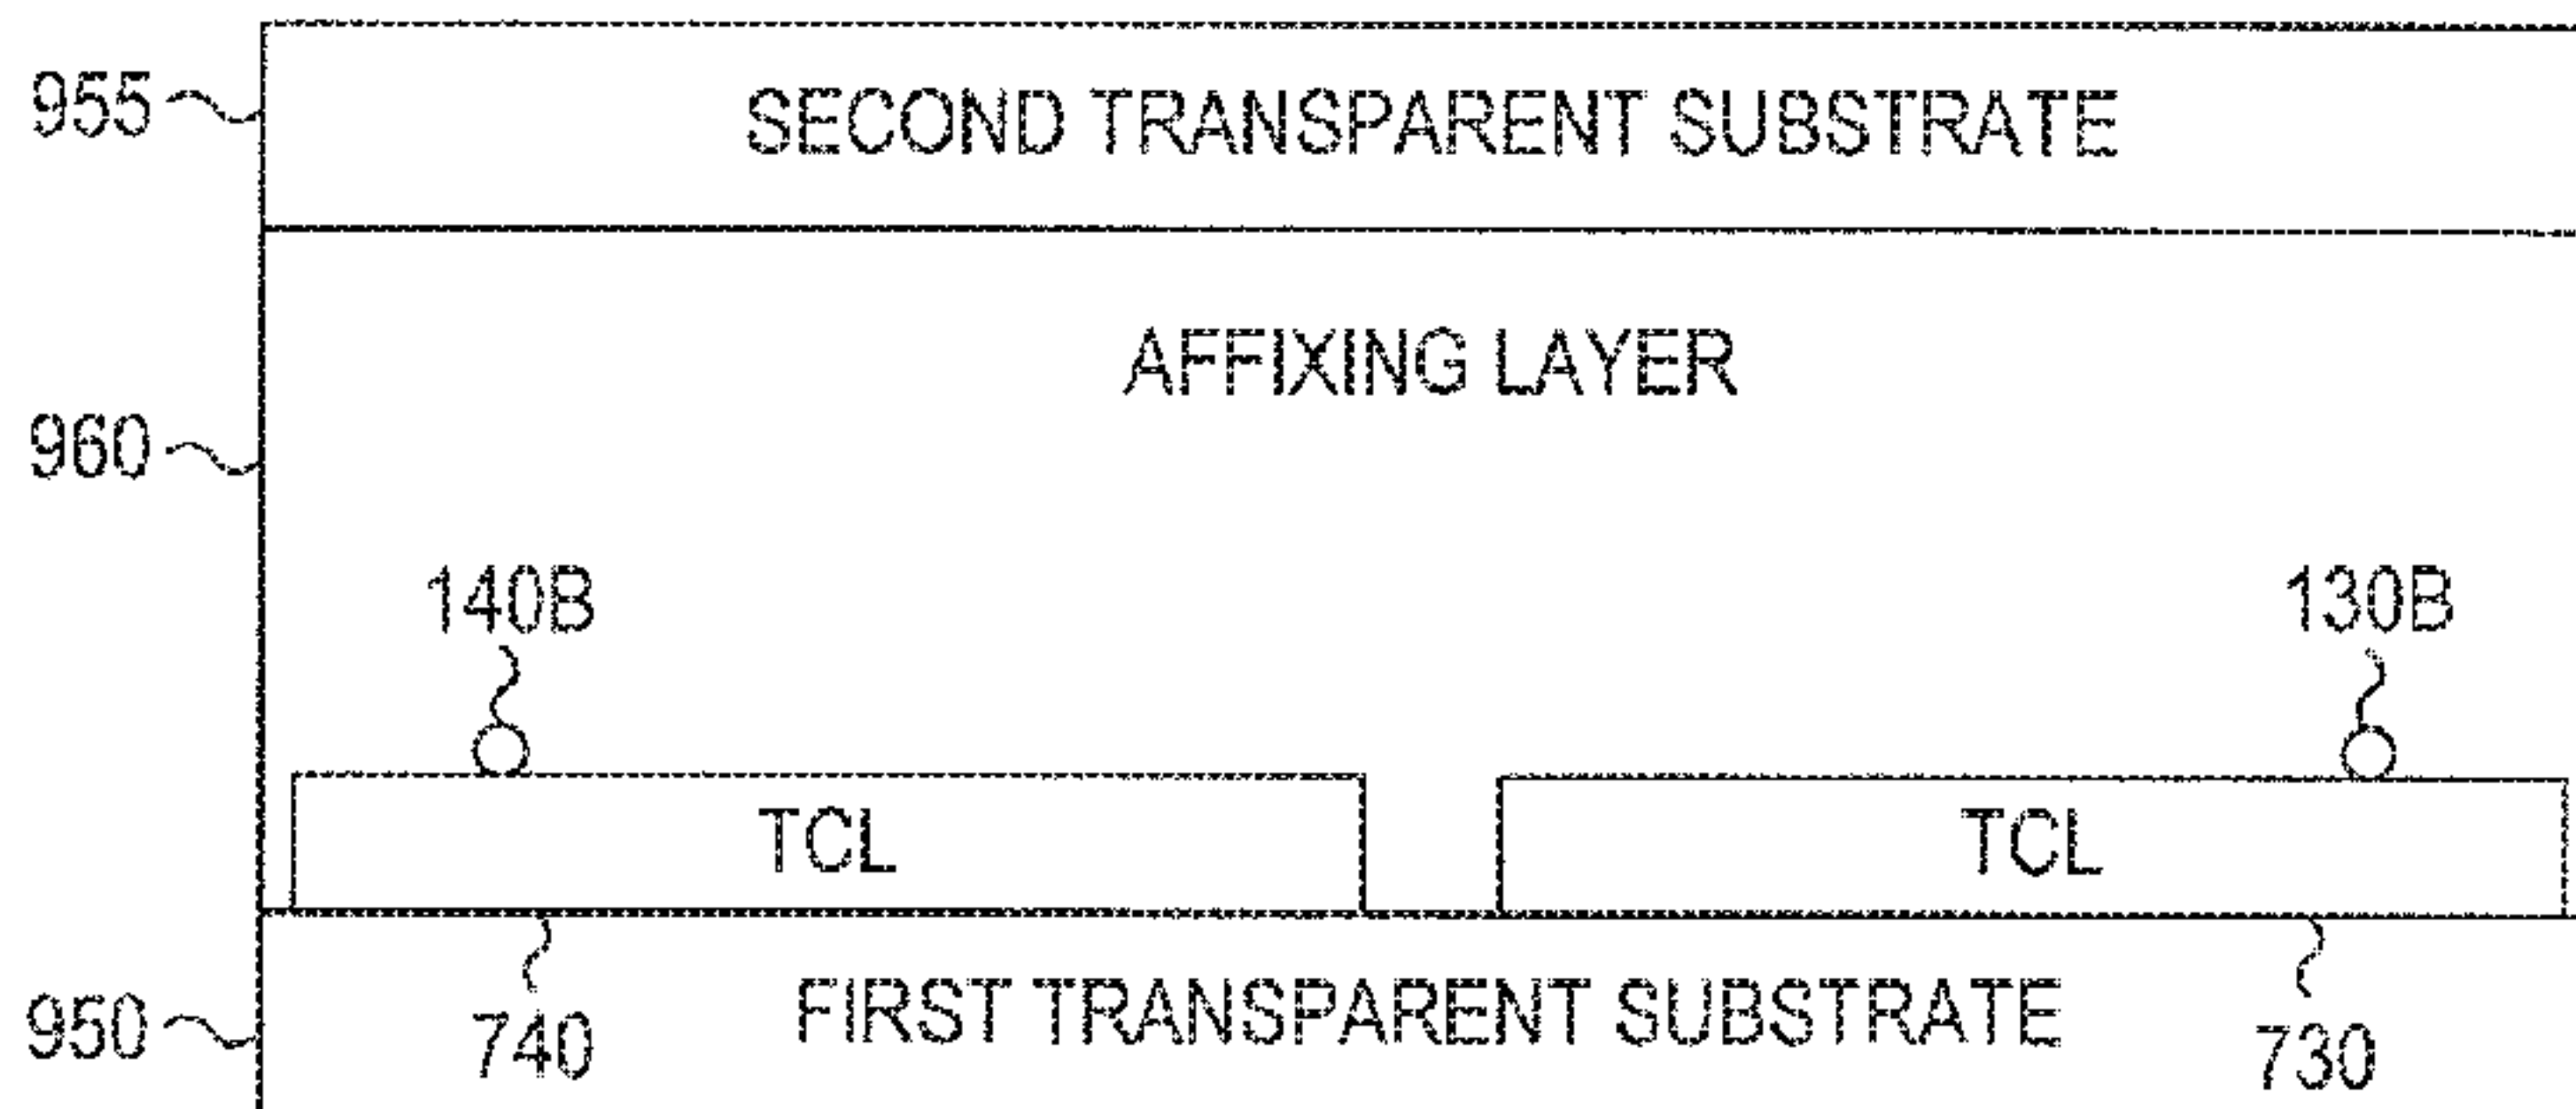 955
SECOND TRANSPARENT SUBSTRATE
AFFIXING LAYER
960
140B
130B
TCL
TCL
950
740
FIRST TRANSPARENT SUBSTRATE
730